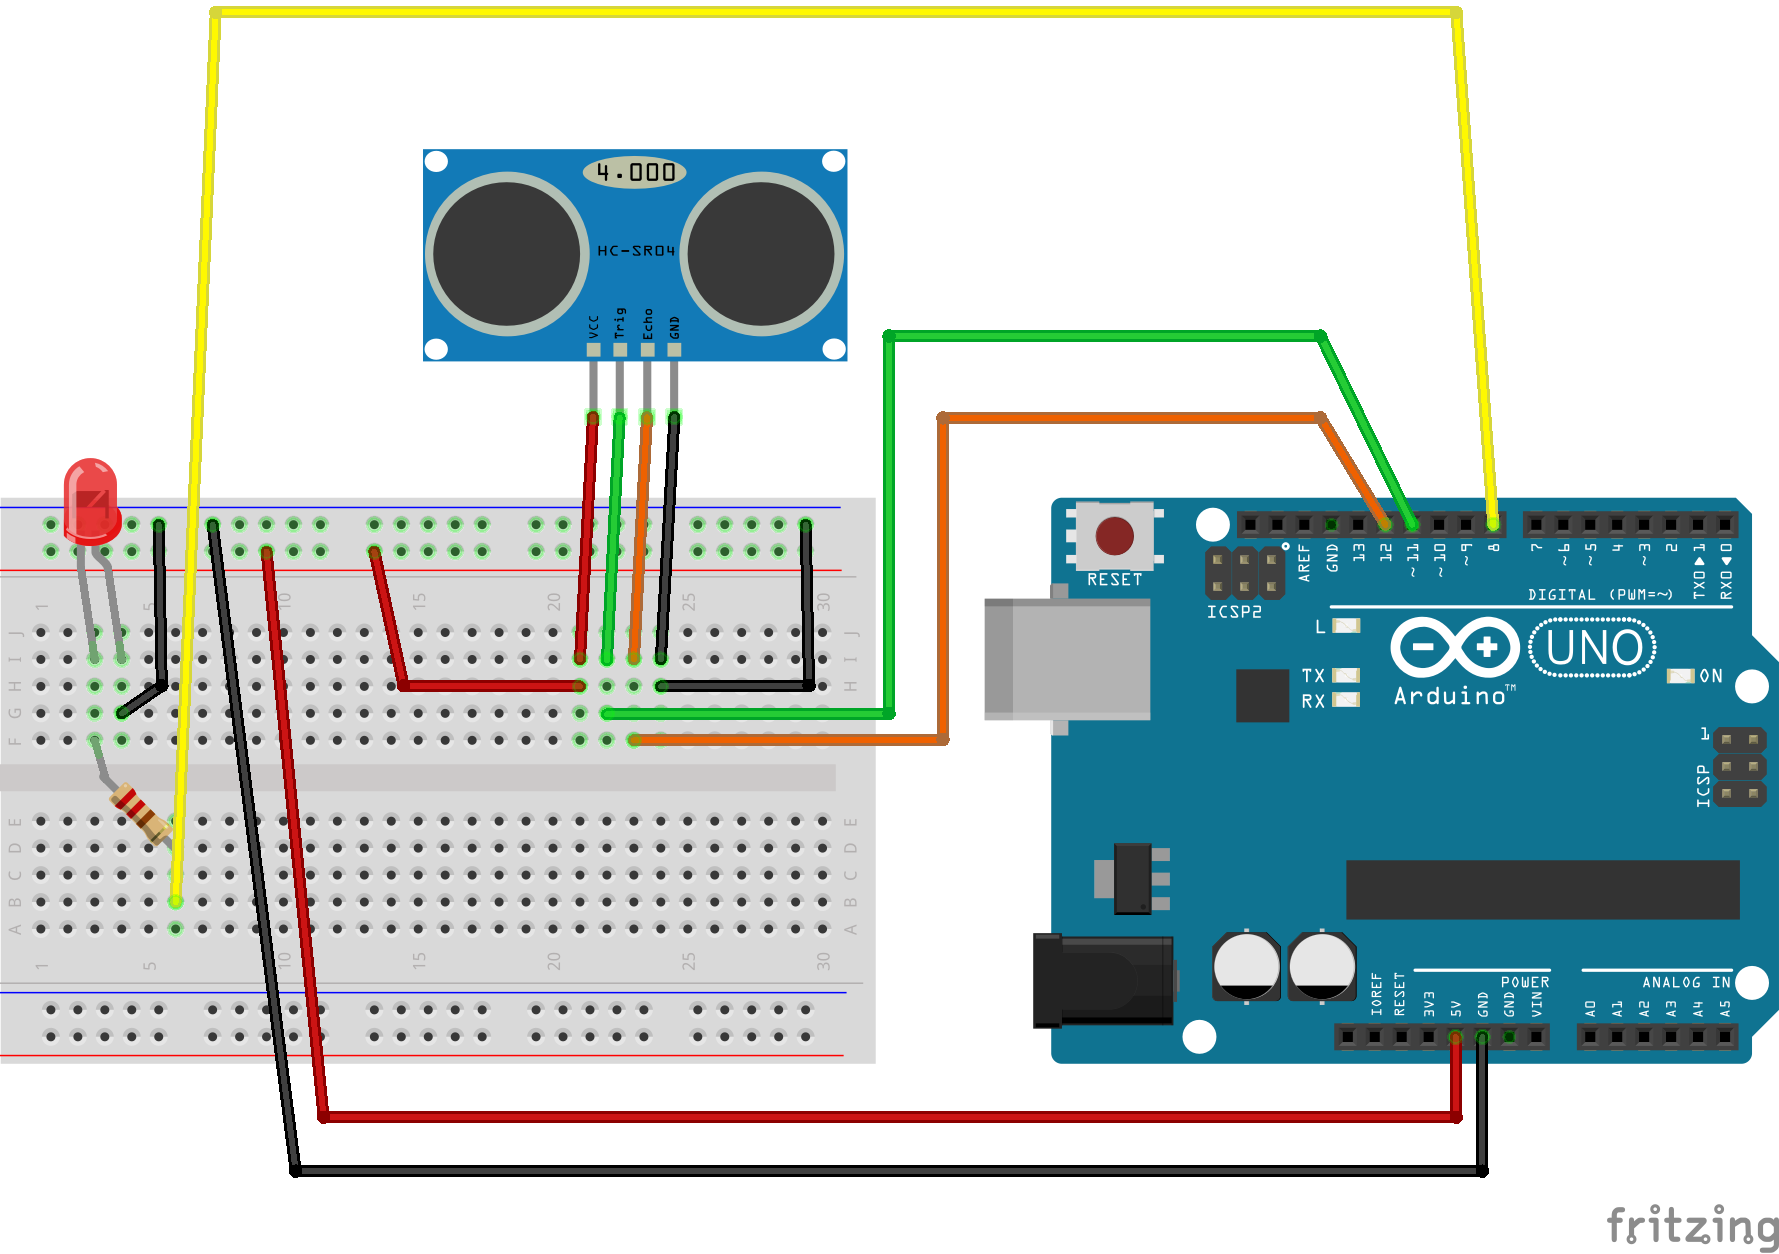 4.000
HC-SR04
VCC
Trig
Echo
GND
1
5
10
15
20
25
30
J
I
H
G
F
E
D
C
B
A
J
I
H
G
F
E
D
C
B
A
1
5
10
15
20
25
30
RESET
ICSP2
AREF
GND
13
12
~11
~10
~9
8
7
~6
~5
4
~3
2
TX0▶1
RX0◀0
DIGITAL (PWM=~)
L
TX
RX
UNO
Arduino™
ON
1
ICSP
IOREF
RESET
3V3
5V
GND
GND
VIN
POWER
ANALOG IN
A0
A1
A2
A3
A4
A5
fritzing